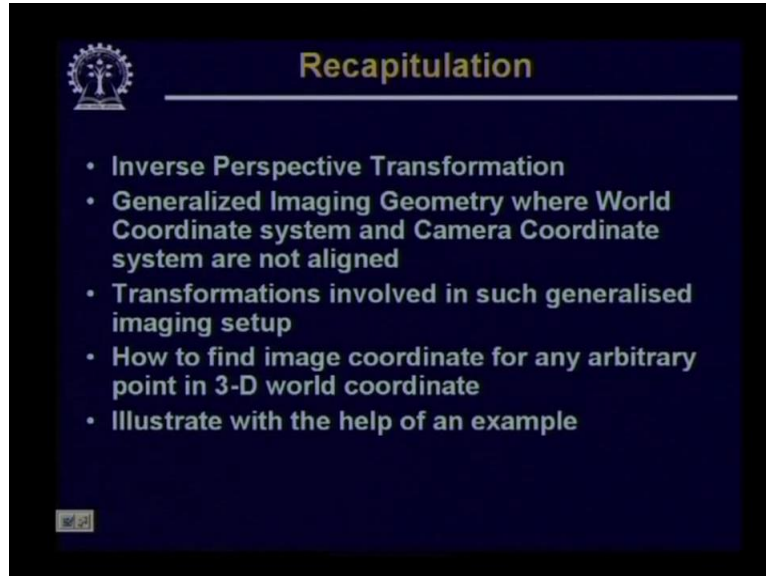 Recapitulation
• Inverse Perspective Transformation
• Generalized Imaging Geometry where World
Coordinate system and Camera Coordinate
system are not aligned
• Transformations involved in such generalised
imaging setup
• How to find image coordinate for any arbitrary
point in 3-D world coordinate
• Illustrate with the help of an example